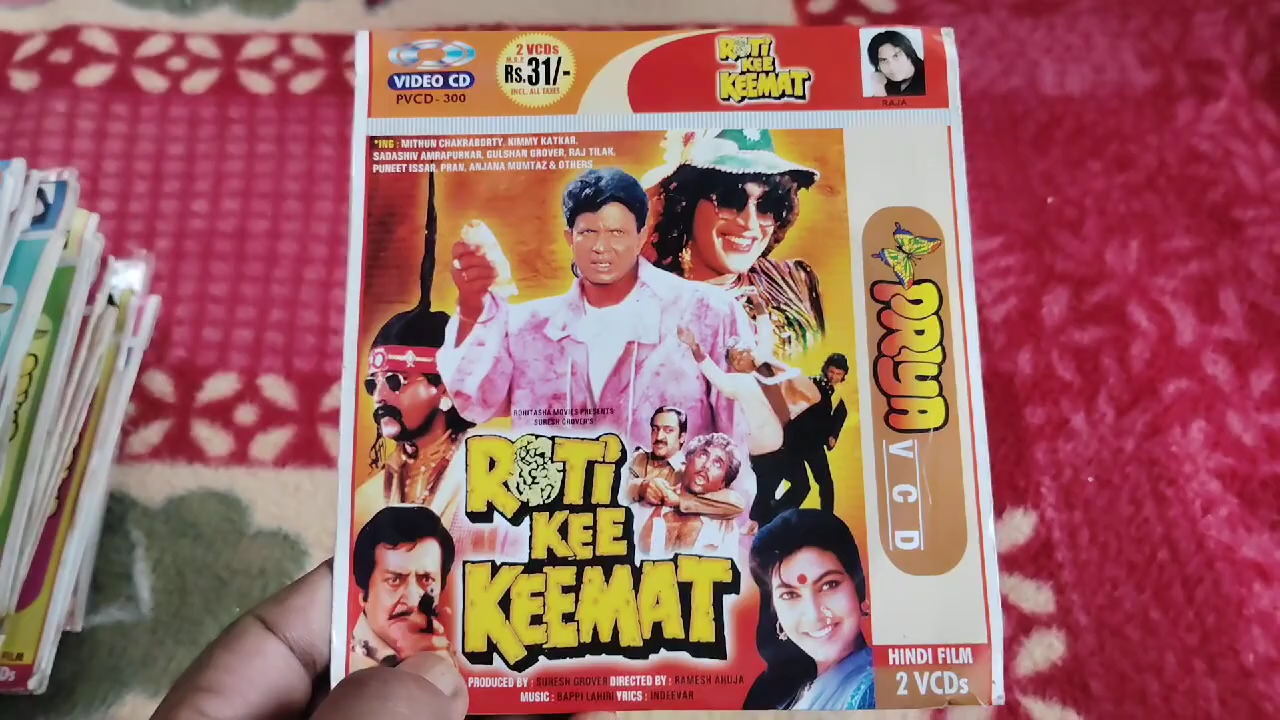 VIDEO CD
PVCD - 300
2 VCDs
M.R.P.
Rs. 31/-
INCL. ALL TAXES
ROTi
KEE
KEEMAT
RAJA
*ING : MITHUN CHAKRABORTY, KIMMY KATKAR,
SADASHIV AMRAPURKAR, GULSHAN GROVER, RAJ TILAK,
PUNEET ISSAR, PRAN, ANJANA MUMTAZ & OTHERS
PRIYA
VCD
ROHITASHA MOVIES PRESENTS
SURESH GROVER'S
ROTi
KEE
KEEMAT
PRODUCED BY : SURESH GROVER DIRECTED BY : RAMESH AHUJA
MUSIC : BAPPI LAHIRI LYRICS : INDEEVAR
HINDI FILM
2 VCDs
FILM